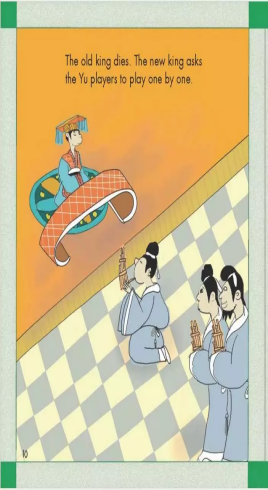 The old king dies. The new king asks
the Yu players to play one by one.
10